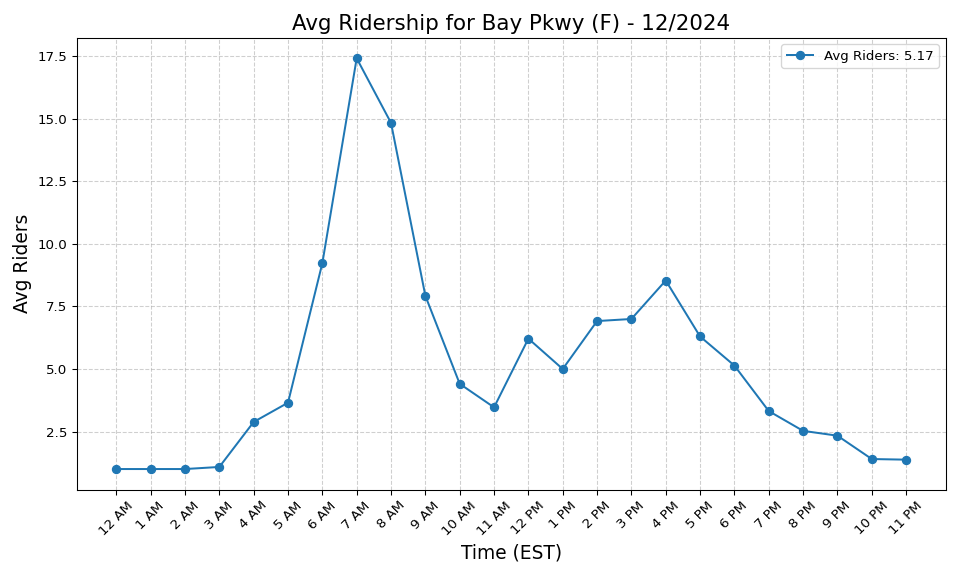 Avg Ridership for Bay Pkwy (F) - 12/2024
Avg Riders: 5.17
Avg Riders
17.5
15.0
12.5
10.0
7.5
5.0
2.5
12 AM
1 AM
2 AM
3 AM
4 AM
5 AM
6 AM
7 AM
8 AM
9 AM
10 AM
11 AM
12 PM
1 PM
2 PM
3 PM
4 PM
5 PM
6 PM
7 PM
8 PM
9 PM
10 PM
11 PM
Time (EST)